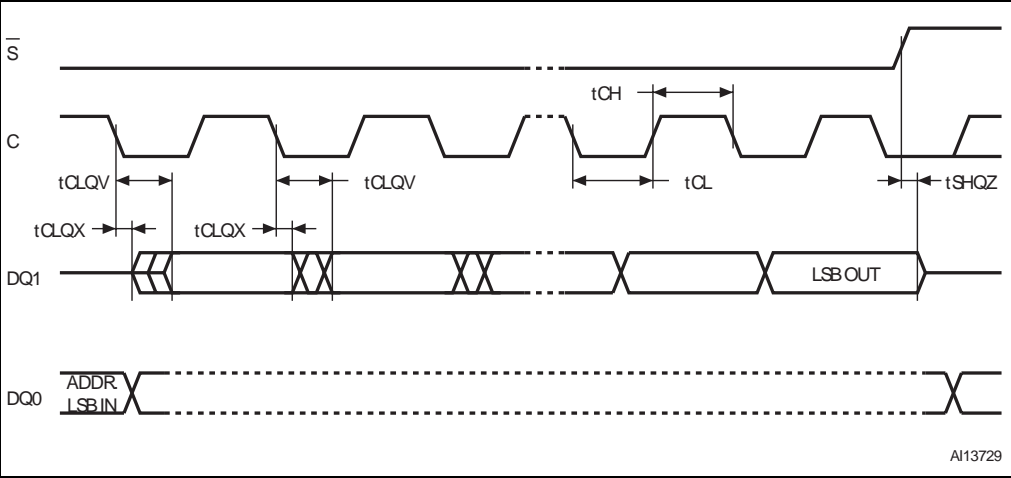 S
tCH
C
tCLQV
tCLQV
tCL
tSHQZ
tCLQX
tCLQX
DQ1
LSB OUT
ADDR.
LSB IN
DQ0
AI13729